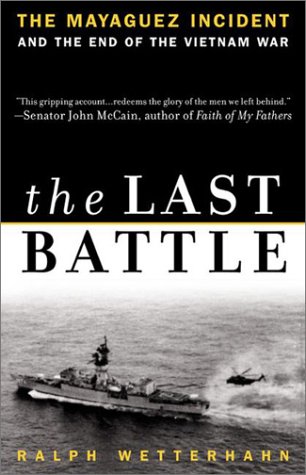 THE MAYAGUEZ INCIDENT
AND THE END OF THE VIETNAM WAR
"This gripping account...redeems the glory of the men we left behind."
—Senator John McCain, author of Faith of My Fathers
the LAST
BATTLE
RALPH WETTERHAHN